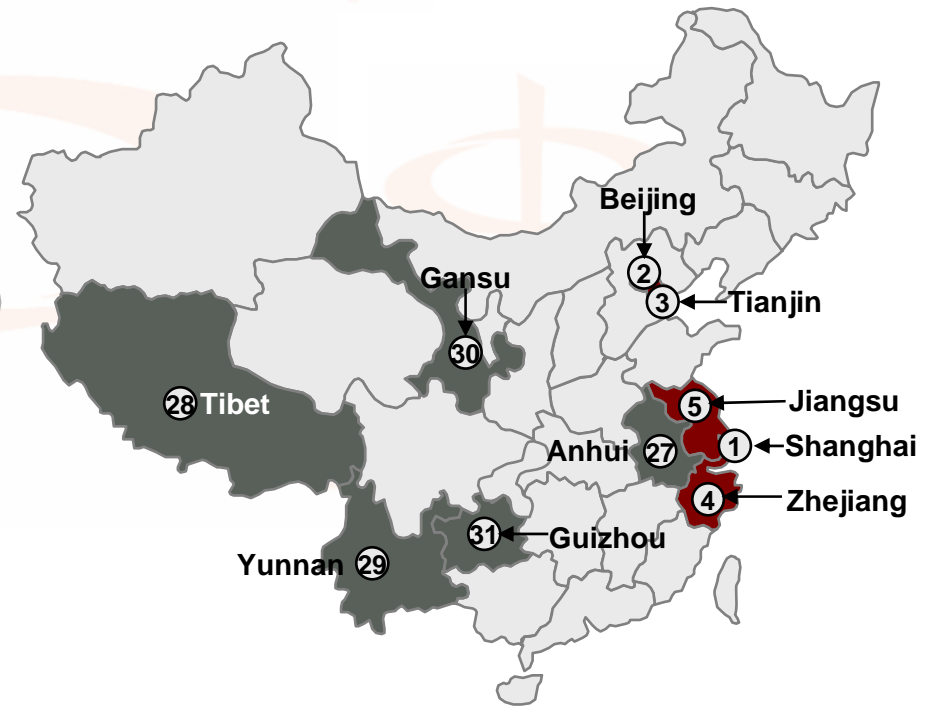 Beijing
2
Gansu
3 Tianjin
30
28 Tibet
5 Jiangsu
Anhui 27 1 Shanghai
4 Zhejiang
31 Guizhou
Yunnan 29